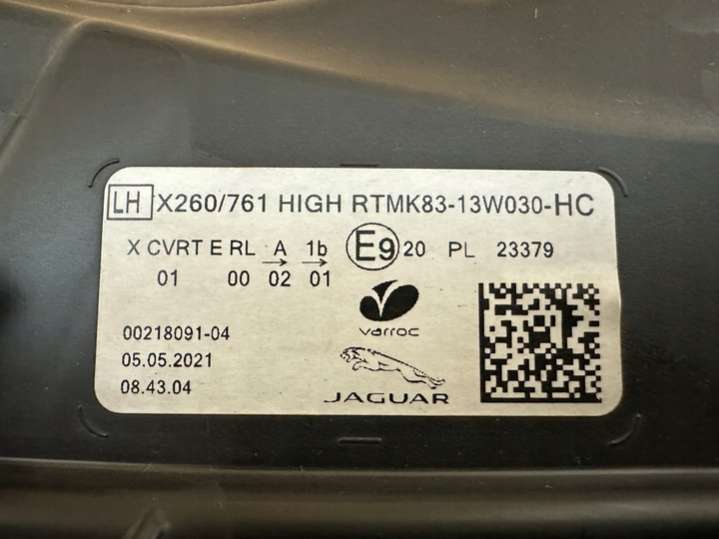 LH X260/761 HIGH RTMK83-13W030-HC
X CVRT E RL A 1b E9 20 PL 23379
01 00 02 01
varroc
00218091-04
05.05.2021
08.43.04
JAGUAR